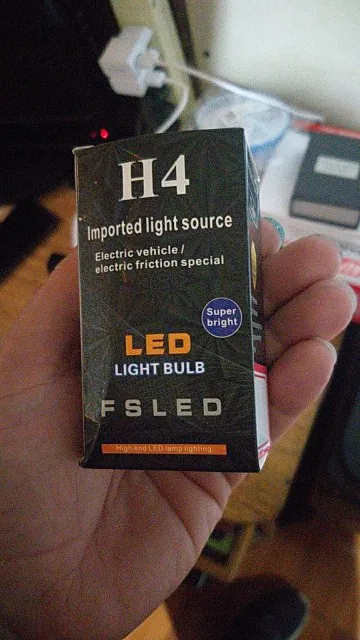 H4
Imported light source
Electric vehicle /
electric friction special
Super
bright
LED
LIGHT BULB
FSLED
High end LED lamp lighting